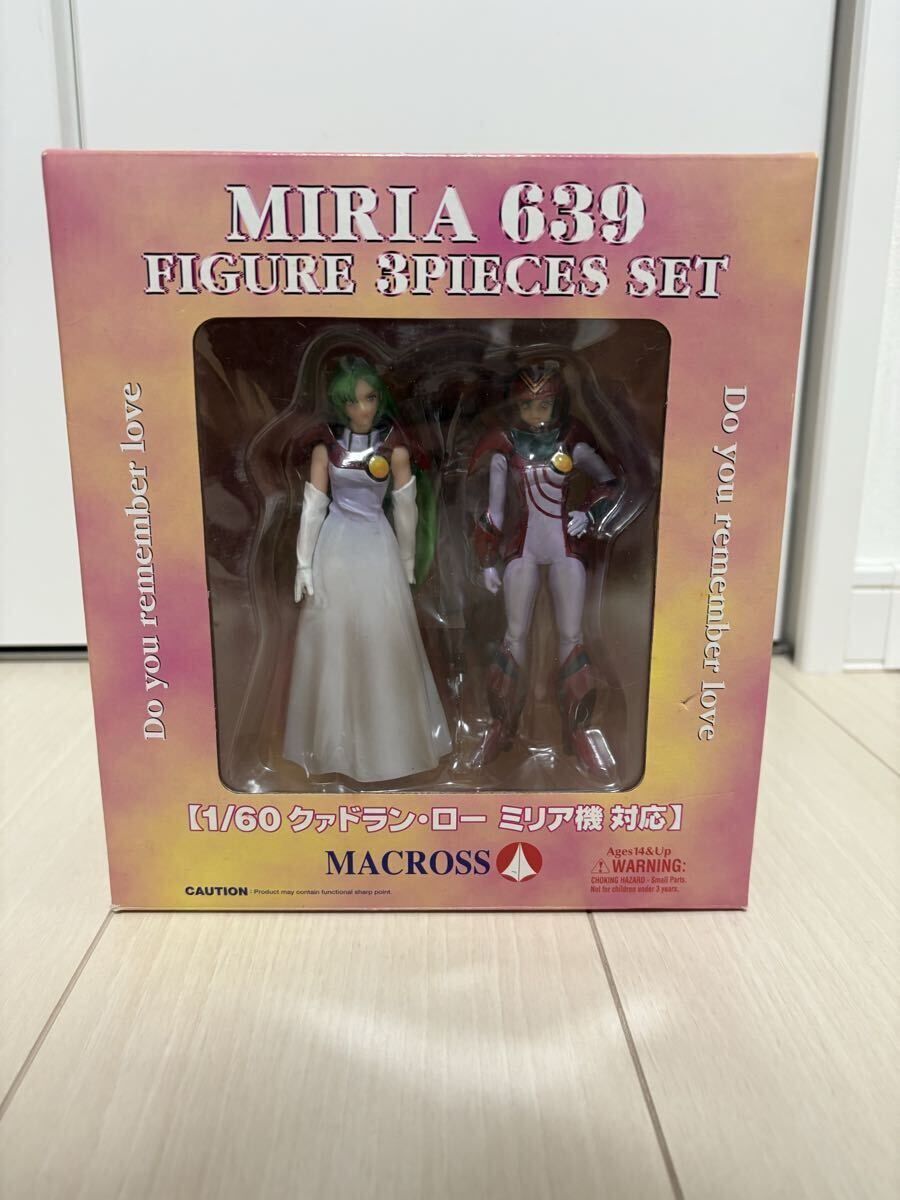 MIRIA 639
FIGURE 3PIECES SET
Do you remember love
Do you remember love
【1/60 クァドラン・ロー ミリア機 対応】
MACROSS
CAUTION : Product may contain functional sharp point.
Ages14&Up
WARNING:
CHOKING HAZARD - Small Parts.
Not for children under 3 years.